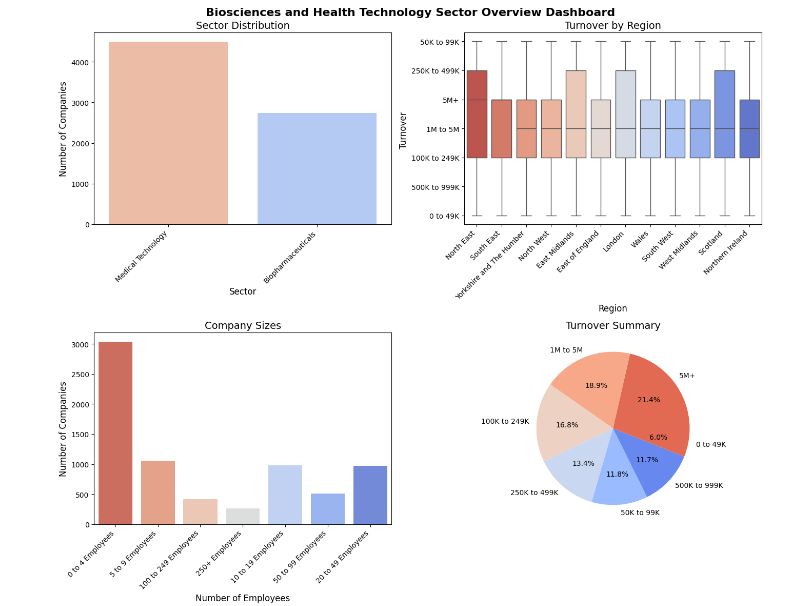 Biosciences and Health Technology Sector Overview Dashboard
Sector Distribution
Number of Companies
4000
3000
2000
1000
0
Medical Technology
Biopharmaceuticals
Sector
Turnover by Region
Turnover
50K to 99K
250K to 499K
5M+
1M to 5M
100K to 249K
500K to 999K
0 to 49K
North East
South East
Yorkshire and The Humber
North West
East Midlands
East of England
London
Wales
South West
West Midlands
Scotland
Northern Ireland
Region
Company Sizes
Number of Companies
3000
2500
2000
1500
1000
500
0
0 to 4 Employees
5 to 9 Employees
100 to 249 Employees
250+ Employees
10 to 19 Employees
50 to 99 Employees
20 to 49 Employees
Number of Employees
Turnover Summary
1M to 5M
5M+
18.9%
21.4%
100K to 249K
16.8%
6.0%
0 to 49K
13.4%
11.7%
11.8%
250K to 499K
500K to 999K
50K to 99K